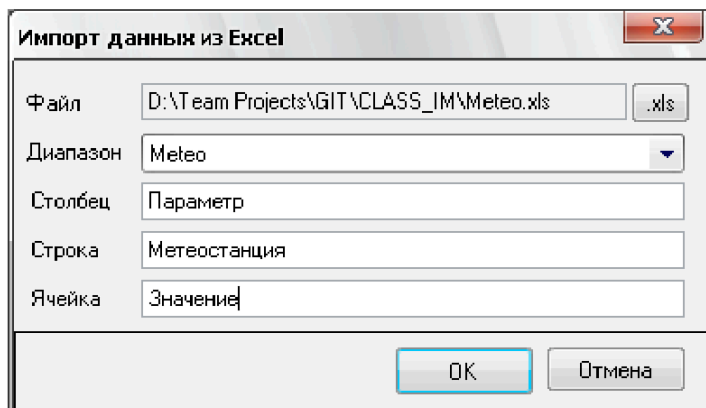 Импорт данных из Excel
Файл D:\Team Projects\GIT\CLASS_IM\Meteo.xls .xls
Диапазон Meteo
Столбец Параметр
Строка Метеостанция
Ячейка Значение
OK Отмена